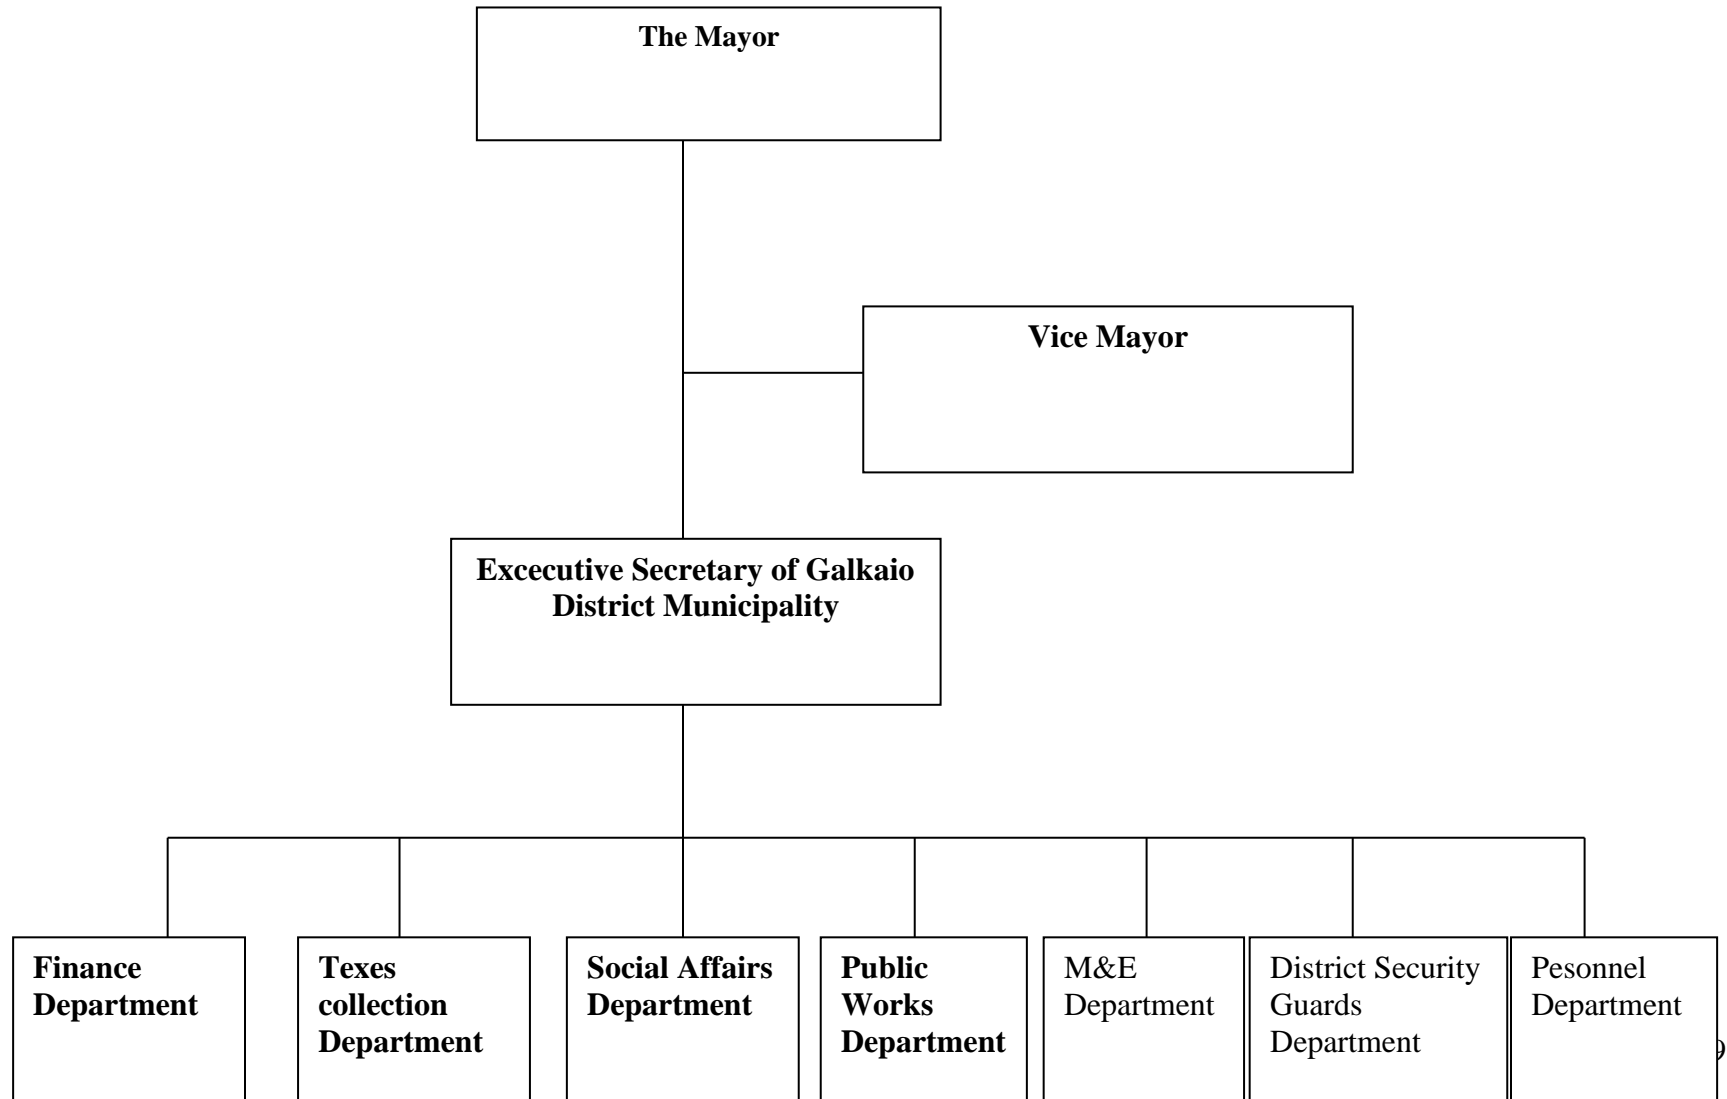 The Mayor
Vice Mayor
Excecutive Secretary of Galkaio
District Municipality
Finance
Department
Texes
collection
Department
Social Affairs
Department
Public
Works
Department
M&E
Department
District Security
Guards
Department
Pesonnel
Department